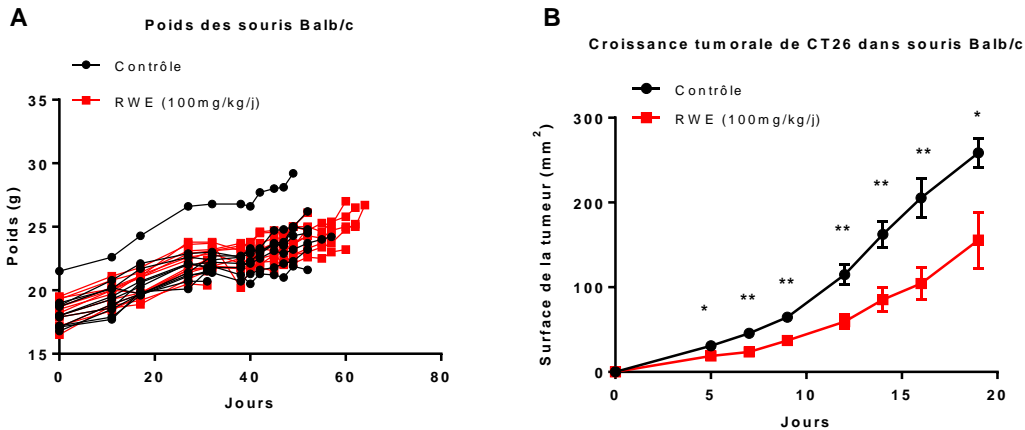 A
Poids des souris Balb/c
Contrôle
RWE (100mg/kg/j)
Poids (g)
35
30
25
20
15
0
20
40
60
80
Jours
B
Croissance tumorale de CT26 dans souris Balb/c
Contrôle
RWE (100mg/kg/j)
Surface de la tumeur (mm²)
300
200
100
0
*
**
**
**
**
**
*
0
5
10
15
20
Jours